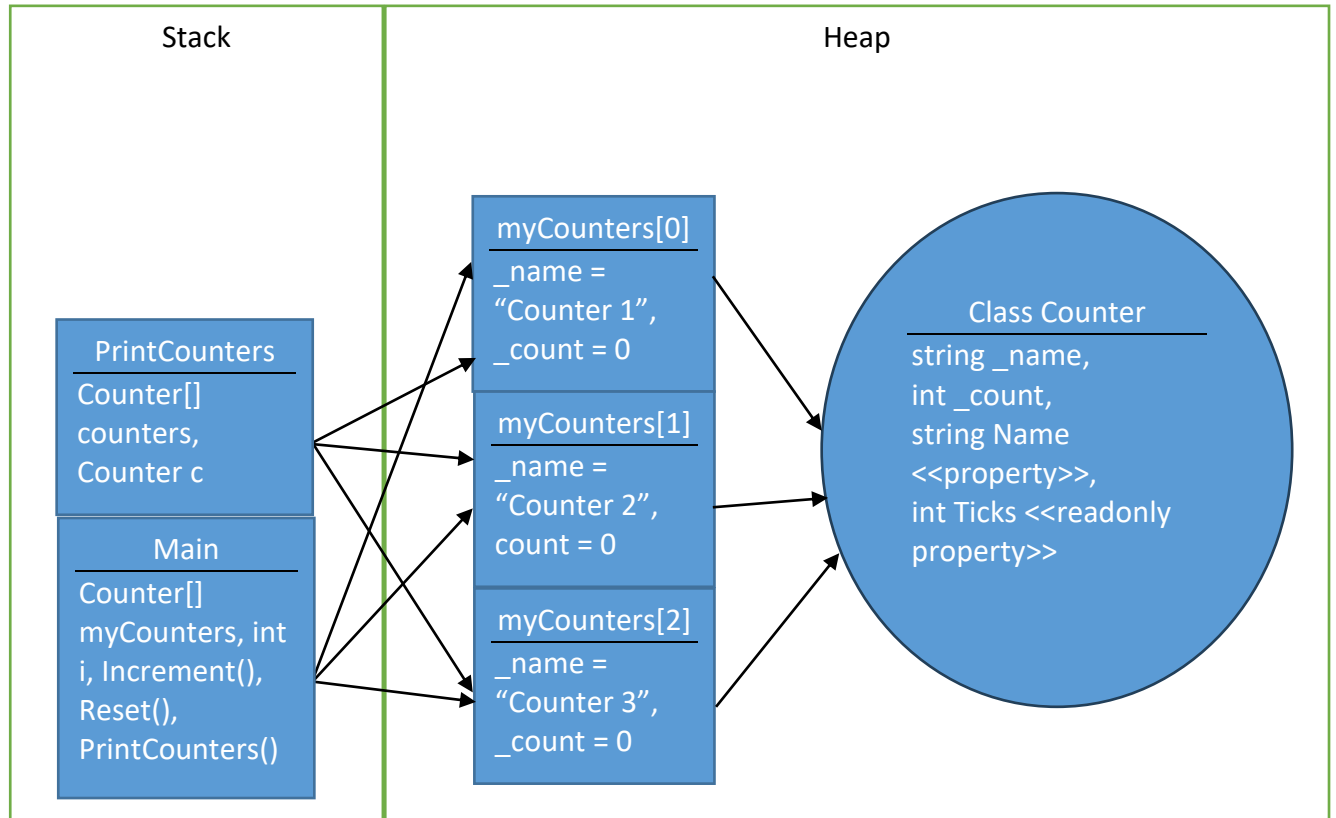 Stack
Heap
PrintCounters
Counter[]
counters,
Counter c
Main
Counter[]
myCounters, int
i, Increment(),
Reset(),
PrintCounters()
myCounters[0]
_name =
“Counter 1”,
_count = 0
myCounters[1]
_name =
“Counter 2”,
count = 0
myCounters[2]
_name =
“Counter 3”,
_count = 0
Class Counter
string _name,
int _count,
string Name
<<property>>,
int Ticks <<readonly
property>>